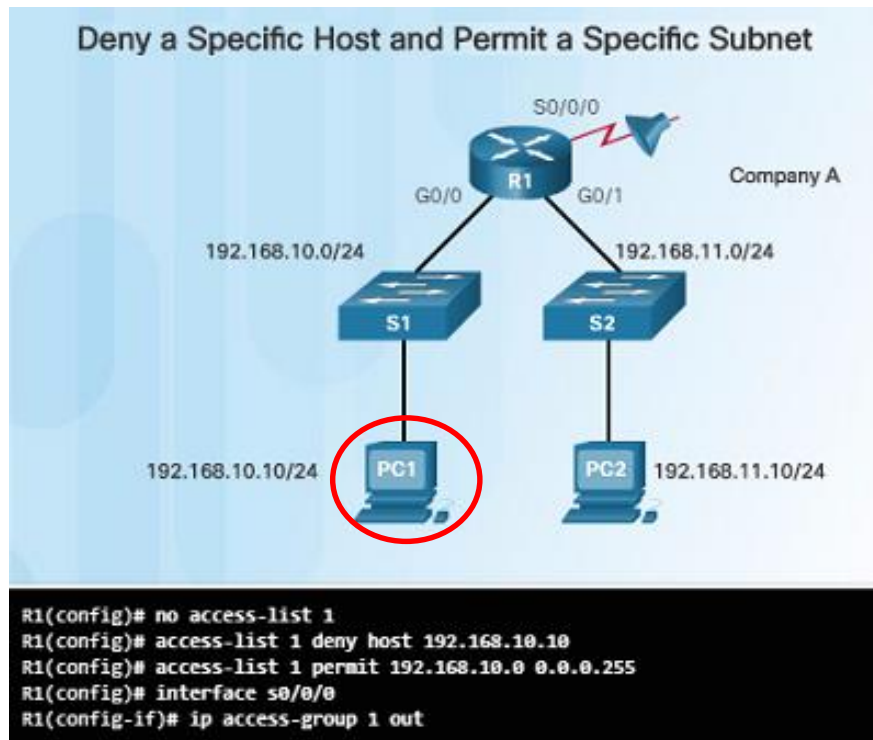 Deny a Specific Host and Permit a Specific Subnet
S0/0/0
R1
Company A
G0/0
G0/1
192.168.10.0/24
192.168.11.0/24
S1
S2
192.168.10.10/24
PC1
PC2
192.168.11.10/24
R1(config)# no access-list 1
R1(config)# access-list 1 deny host 192.168.10.10
R1(config)# access-list 1 permit 192.168.10.0 0.0.0.255
R1(config)# interface s0/0/0
R1(config-if)# ip access-group 1 out